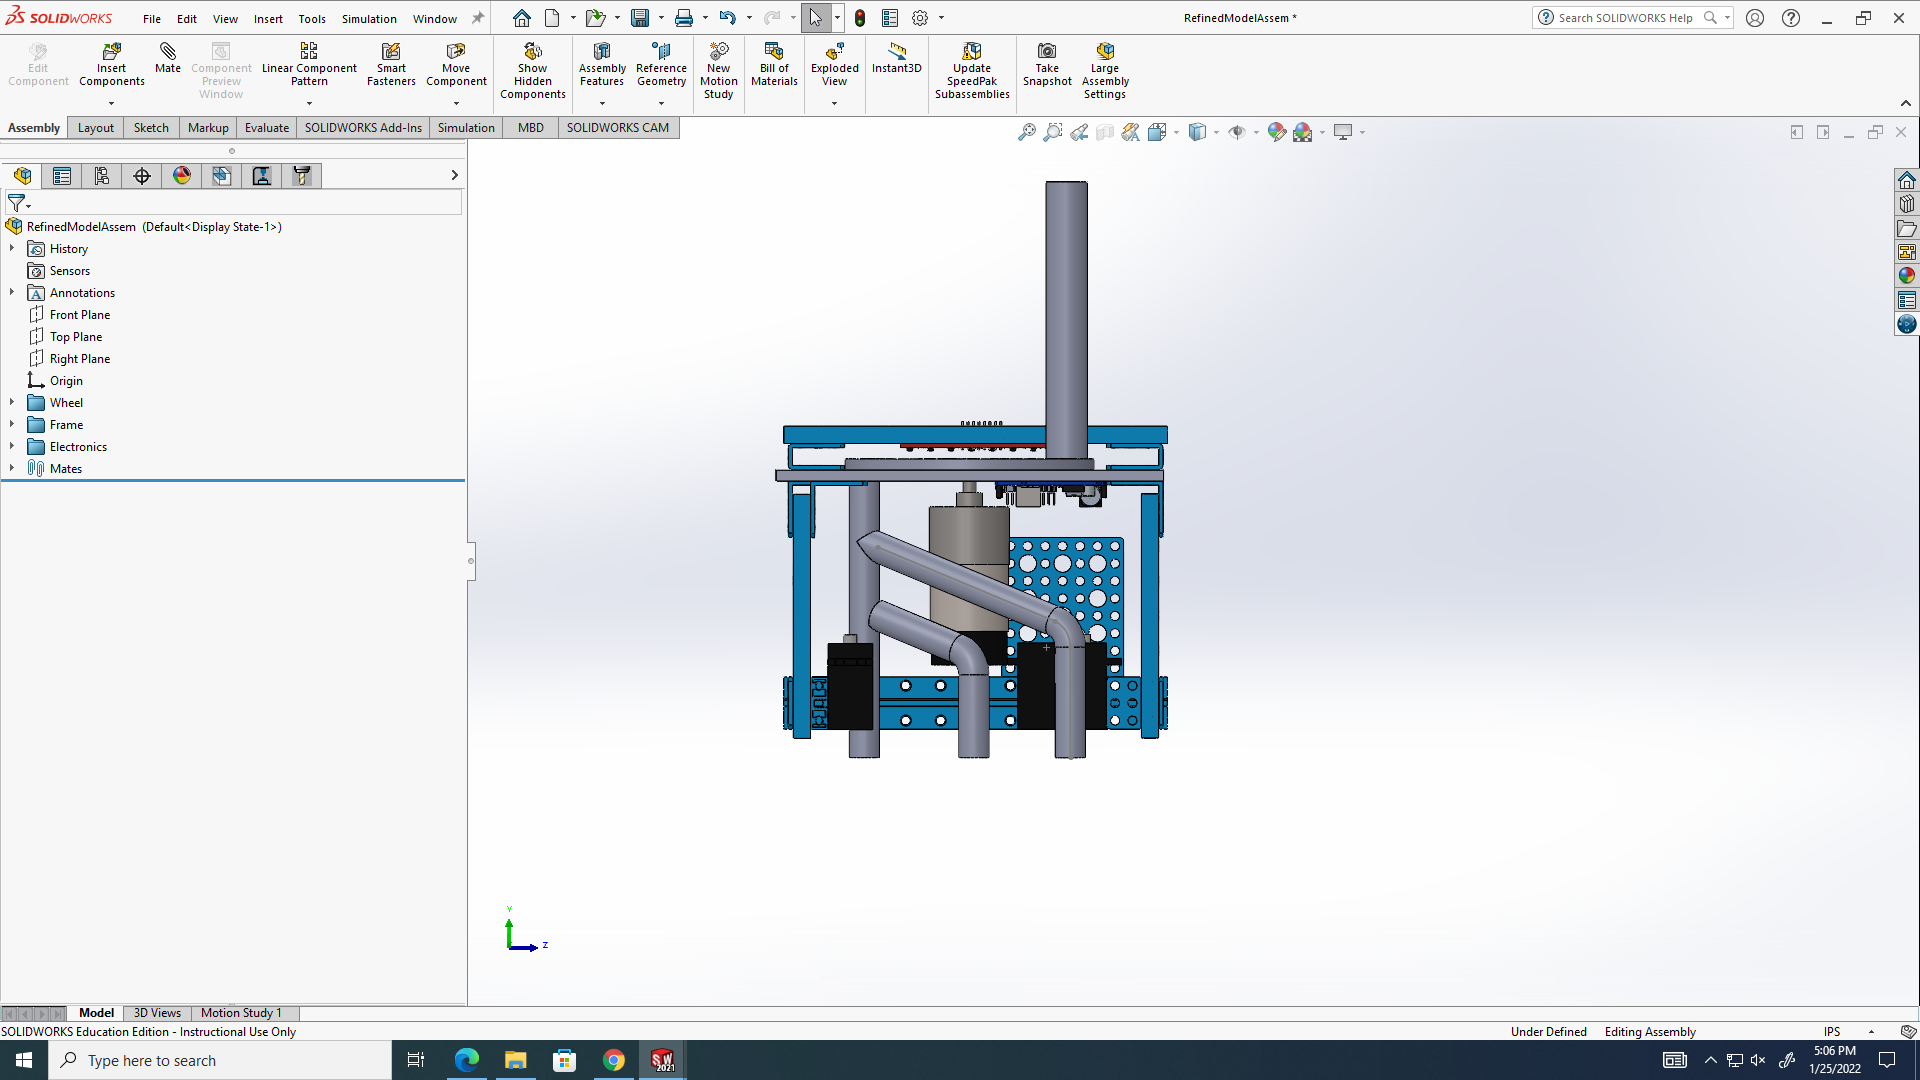 SOLIDWORKS File Edit View Insert Tools Simulation Window RefinedModelAssem * Search SOLIDWORKS Help
Edit Component
Insert Components
Mate
Component Preview Window
Linear Component Pattern
Smart Fasteners
Move Component
Show Hidden Components
Assembly Features
Reference Geometry
New Motion Study
Bill of Materials
Exploded View
Instant3D
Update SpeedPak Subassemblies
Take Snapshot
Large Assembly Settings
Assembly Layout Sketch Markup Evaluate SOLIDWORKS Add-Ins Simulation MBD SOLIDWORKS CAM
RefinedModelAssem (Default<Display State-1>)
History
Sensors
Annotations
Front Plane
Top Plane
Right Plane
Origin
Wheel
Frame
Electronics
Mates
Y
Z
Model 3D Views Motion Study 1
SOLIDWORKS Education Edition - Instructional Use Only Under Defined Editing Assembly IPS
Type here to search
SW 2021
5:06 PM
1/25/2022